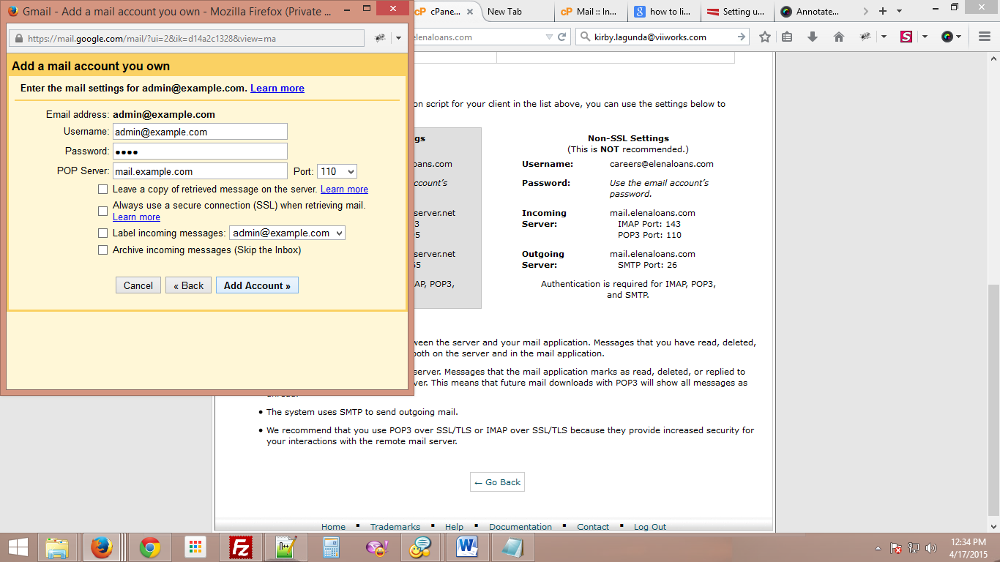 Gmail - Add a mail account you own - Mozilla Firefox (Private ...
https://mail.google.com/mail/?ui=2&ik=d14a2c1328&view=ma
Add a mail account you own
Enter the mail settings for admin@example.com. Learn more
Email address: admin@example.com
Username: admin@example.com
Password: ●●●●
POP Server: mail.example.com Port: 110
Leave a copy of retrieved message on the server. Learn more
Always use a secure connection (SSL) when retrieving mail.
Learn more
Label incoming messages: admin@example.com
Archive incoming messages (Skip the Inbox)
Cancel « Back Add Account »
cP cPane... New Tab cP Mail :: In... how to li... Setting u... Annotate...
elenaloans.com kirby.lagunda@viiworks.com
on script for your client in the list above, you can use the settings below to
gs
Non-SSL Settings
(This is NOT recommended.)
ans.com
Username: careers@elenaloans.com
ccount's
Password: Use the email account's
password.
server.net
Incoming mail.elenaloans.com
Server: IMAP Port: 143
POP3 Port: 110
server.net
Outgoing mail.elenaloans.com
Server: SMTP Port: 26
AP, POP3,
Authentication is required for IMAP, POP3,
and SMTP.
ween the server and your mail application. Messages that you have read, deleted,
both on the server and in the mail application.
server. Messages that the mail application marks as read, deleted, or replied to
ver. This means that future mail downloads with POP3 will show all messages as
• The system uses SMTP to send outgoing mail.
• We recommend that you use POP3 over SSL/TLS or IMAP over SSL/TLS because they provide increased security for
your interactions with the remote mail server.
← Go Back
Home ▪ Trademarks ▪ Help ▪ Documentation ▪ Contact ▪ Log Out
12:34 PM
4/17/2015